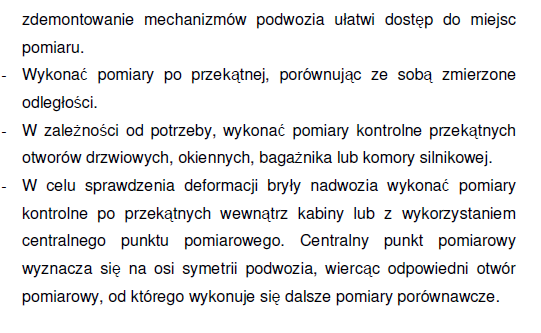 zdemontowanie mechanizmów podwozia ułatwi dostęp do miejsc
pomiaru.
- Wykonać pomiary po przekątnej, porównując ze sobą zmierzone
odległości.
- W zależności od potrzeby, wykonać pomiary kontrolne przekątnych
otworów drzwiowych, okiennych, bagażnika lub komory silnikowej.
- W celu sprawdzenia deformacji bryły nadwozia wykonać pomiary
kontrolne po przekątnych wewnątrz kabiny lub z wykorzystaniem
centralnego punktu pomiarowego. Centralny punkt pomiarowy
wyznacza się na osi symetrii podwozia, wiercąc odpowiedni otwór
pomiarowy, od którego wykonuje się dalsze pomiary porównawcze.